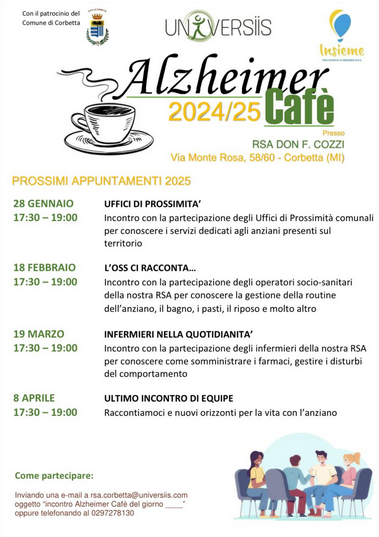 Con il patrocinio del
Comune di Corbetta
UNIVERSIIS
Insieme
Alzheimer
2024/25 Cafè
Presso
RSA DON F. COZZI
Via Monte Rosa, 58/60 - Corbetta (MI)
PROSSIMI APPUNTAMENTI 2025
28 GENNAIO UFFICI DI PROSSIMITA’
17:30 – 19:00 Incontro con la partecipazione degli Uffici di Prossimità comunali
per conoscere i servizi dedicati agli anziani presenti sul
territorio
18 FEBBRAIO L’OSS CI RACCONTA…
17:30 – 19:00 Incontro con la partecipazione degli operatori socio-sanitari
della nostra RSA per conoscere la gestione della routine
dell’anziano, il bagno, i pasti, il riposo e molto altro
19 MARZO INFERMIERI NELLA QUOTIDIANITA’
17:30 – 19:00 Incontro con la partecipazione degli infermieri della nostra RSA
per conoscere come somministrare i farmaci, gestire i disturbi
del comportamento
8 APRILE ULTIMO INCONTRO DI EQUIPE
17:30 – 19:00 Raccontiamoci e nuovi orizzonti per la vita con l’anziano
Come partecipare:
Inviando una e-mail a rsa.corbetta@universiis.com
oggetto “incontro Alzheimer Cafè del giorno ____”
oppure telefonando al 0297278130